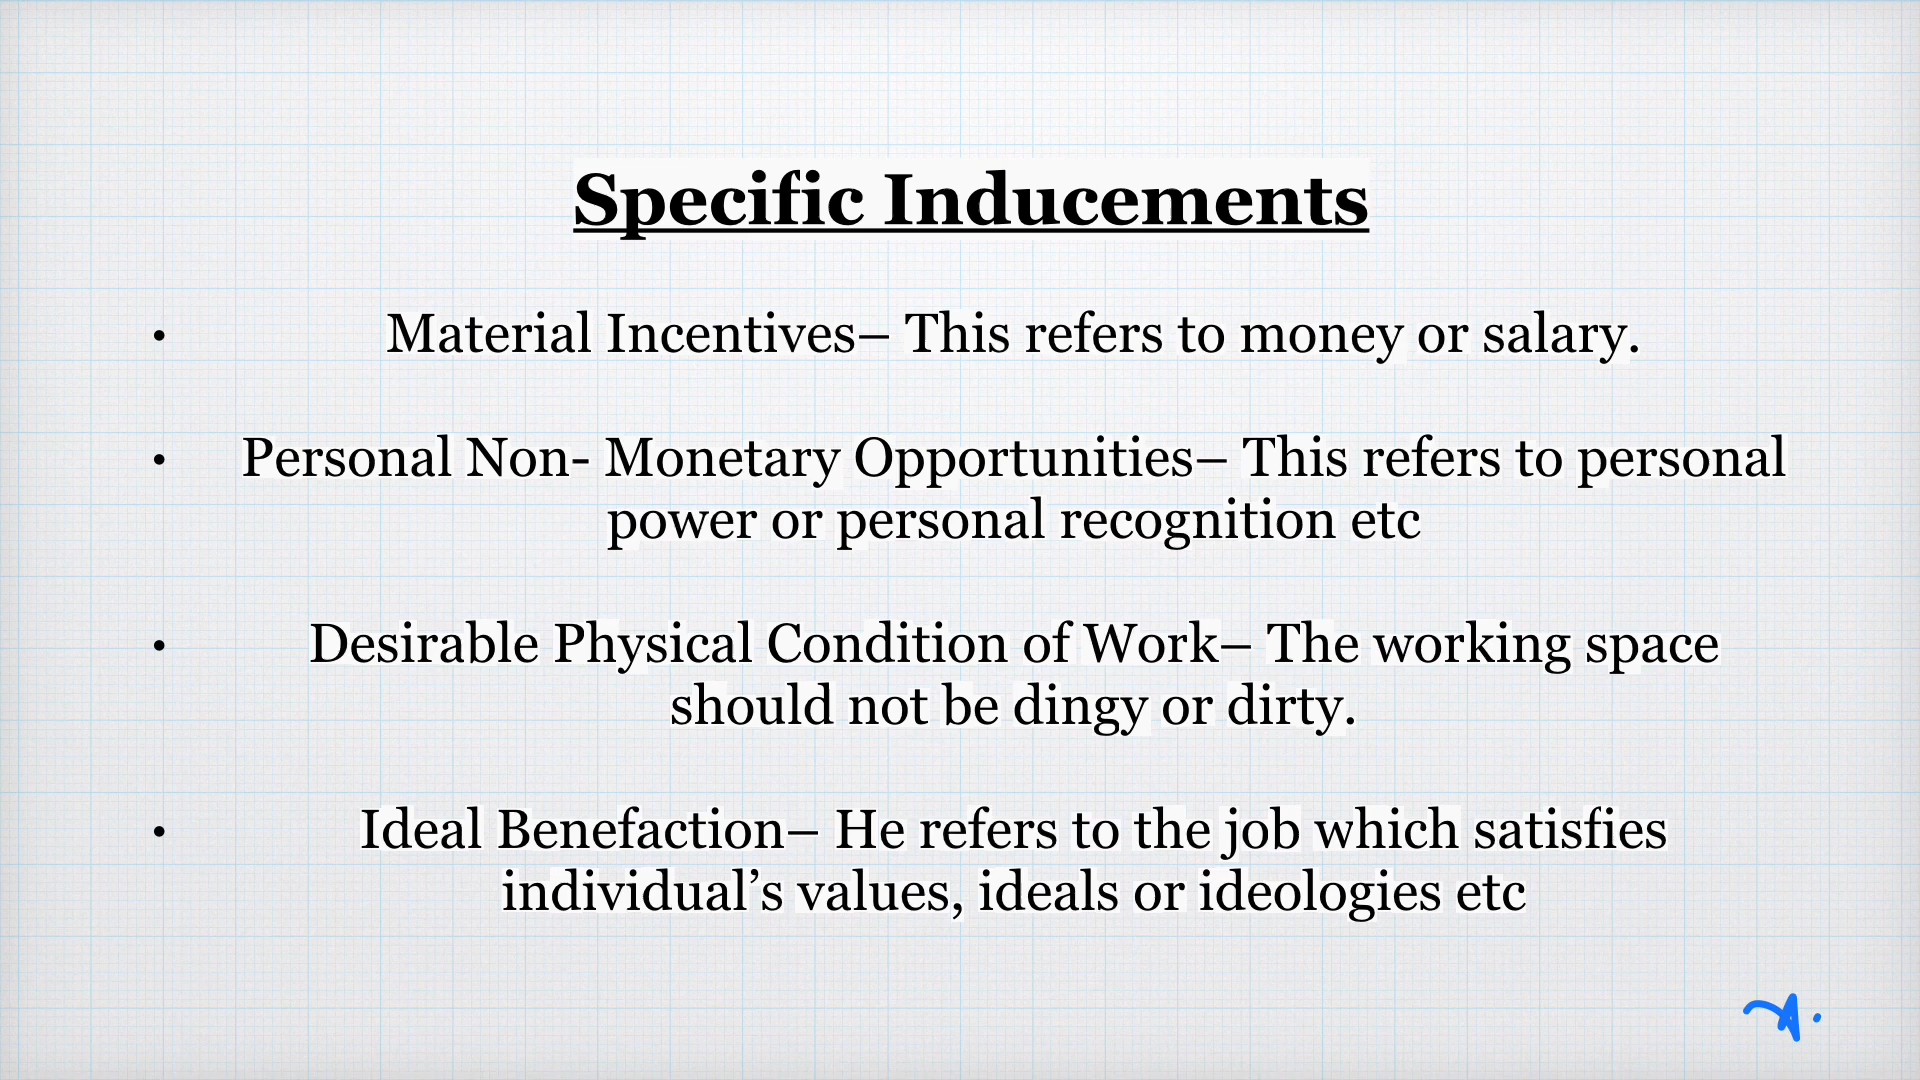 Specific Inducements
• Material Incentives– This refers to money or salary.
• Personal Non- Monetary Opportunities– This refers to personal
power or personal recognition etc
• Desirable Physical Condition of Work– The working space
should not be dingy or dirty.
• Ideal Benefaction– He refers to the job which satisfies
individual’s values, ideals or ideologies etc